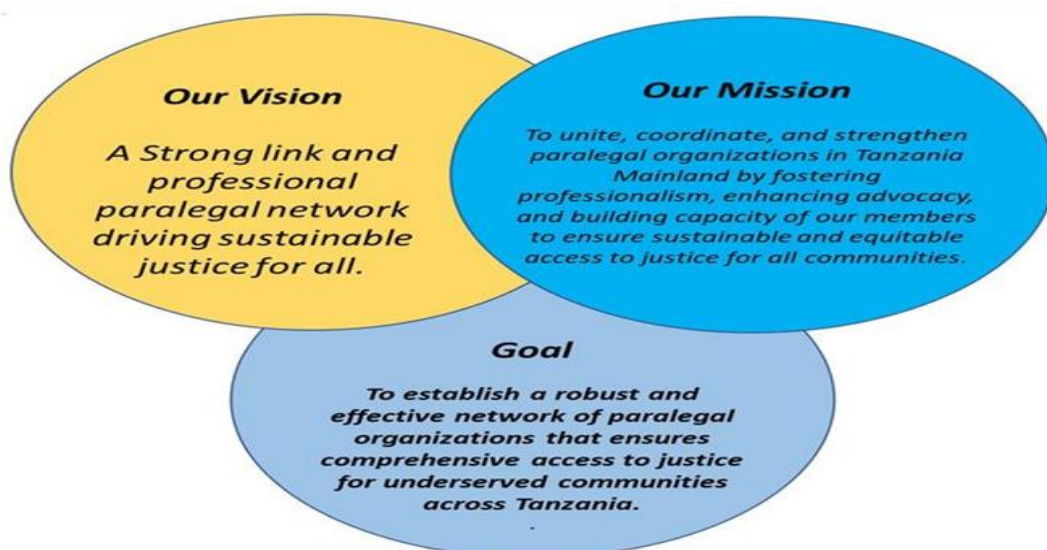 Our Vision
A Strong link and
professional
paralegal network
driving sustainable
justice for all.
Our Mission
To unite, coordinate, and strengthen
paralegal organizations in Tanzania
Mainland by fostering
professionalism, enhancing advocacy,
and building capacity of our members
to ensure sustainable and equitable
access to justice for all communities.
Goal
To establish a robust and
effective network of paralegal
organizations that ensures
comprehensive access to justice
for underserved communities
across Tanzania.
.